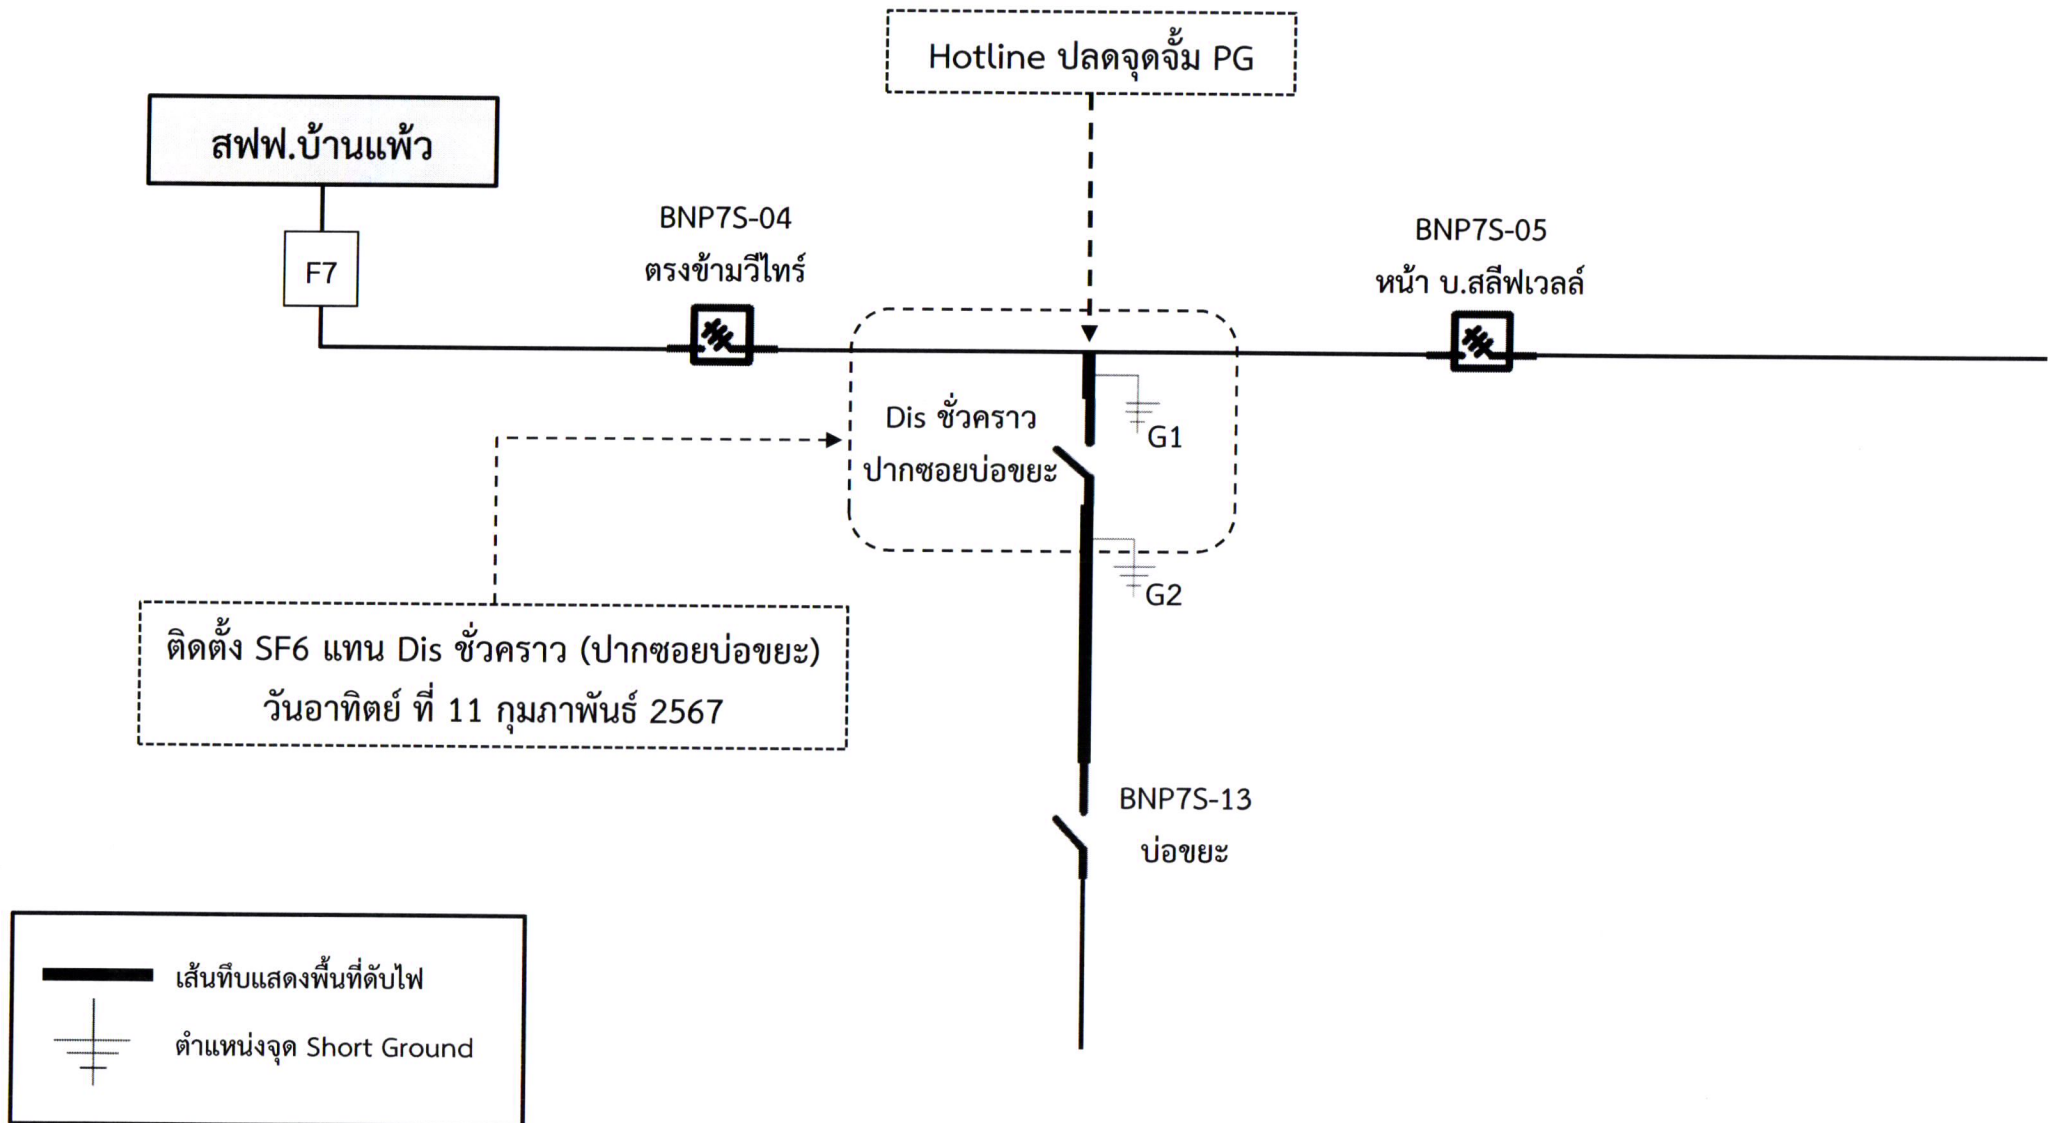 Hotline ปลดจุดจั้ม PG
สฟฟ.บ้านแพ้ว
F7
BNP7S-04
ตรงข้ามวีไทร์
BNP7S-05
หน้า บ.สลีฟเวลล์
Dis ชั่วคราว
ปากซอยบ่อขยะ
G1
G2
ติดตั้ง SF6 แทน Dis ชั่วคราว (ปากซอยบ่อขยะ)
วันอาทิตย์ ที่ 11 กุมภาพันธ์ 2567
BNP7S-13
บ่อขยะ
เส้นทึบแสดงพื้นที่ดับไฟ
ตำแหน่งจุด Short Ground